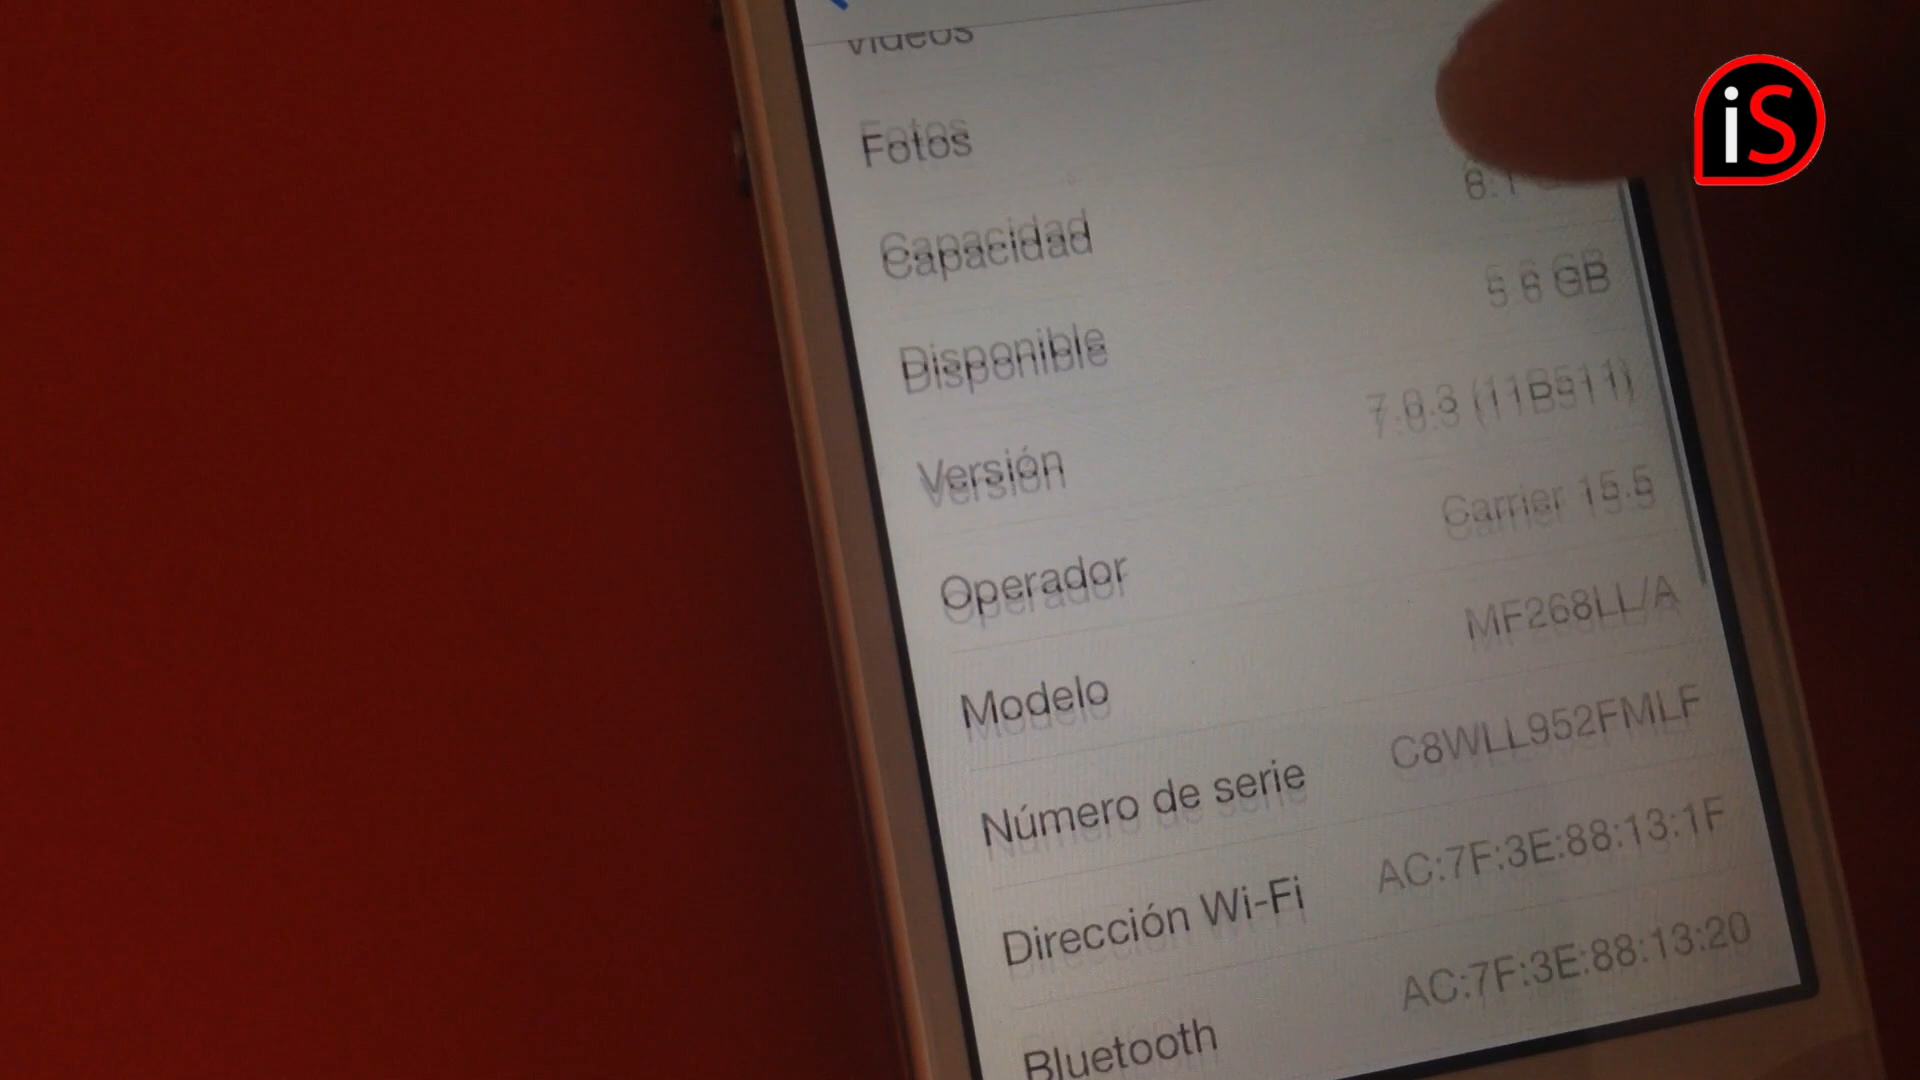 Videos
iS
Fotos
Capacidad
Disponible 5.6 GB
Versión 7.0.3 (11B511)
Operador Carrier 15.5
Modelo MF268LL/A
Número de serie C8WLL952FMLF
Dirección Wi-Fi AC:7F:3E:88:13:1F
Bluetooth AC:7F:3E:88:13:20